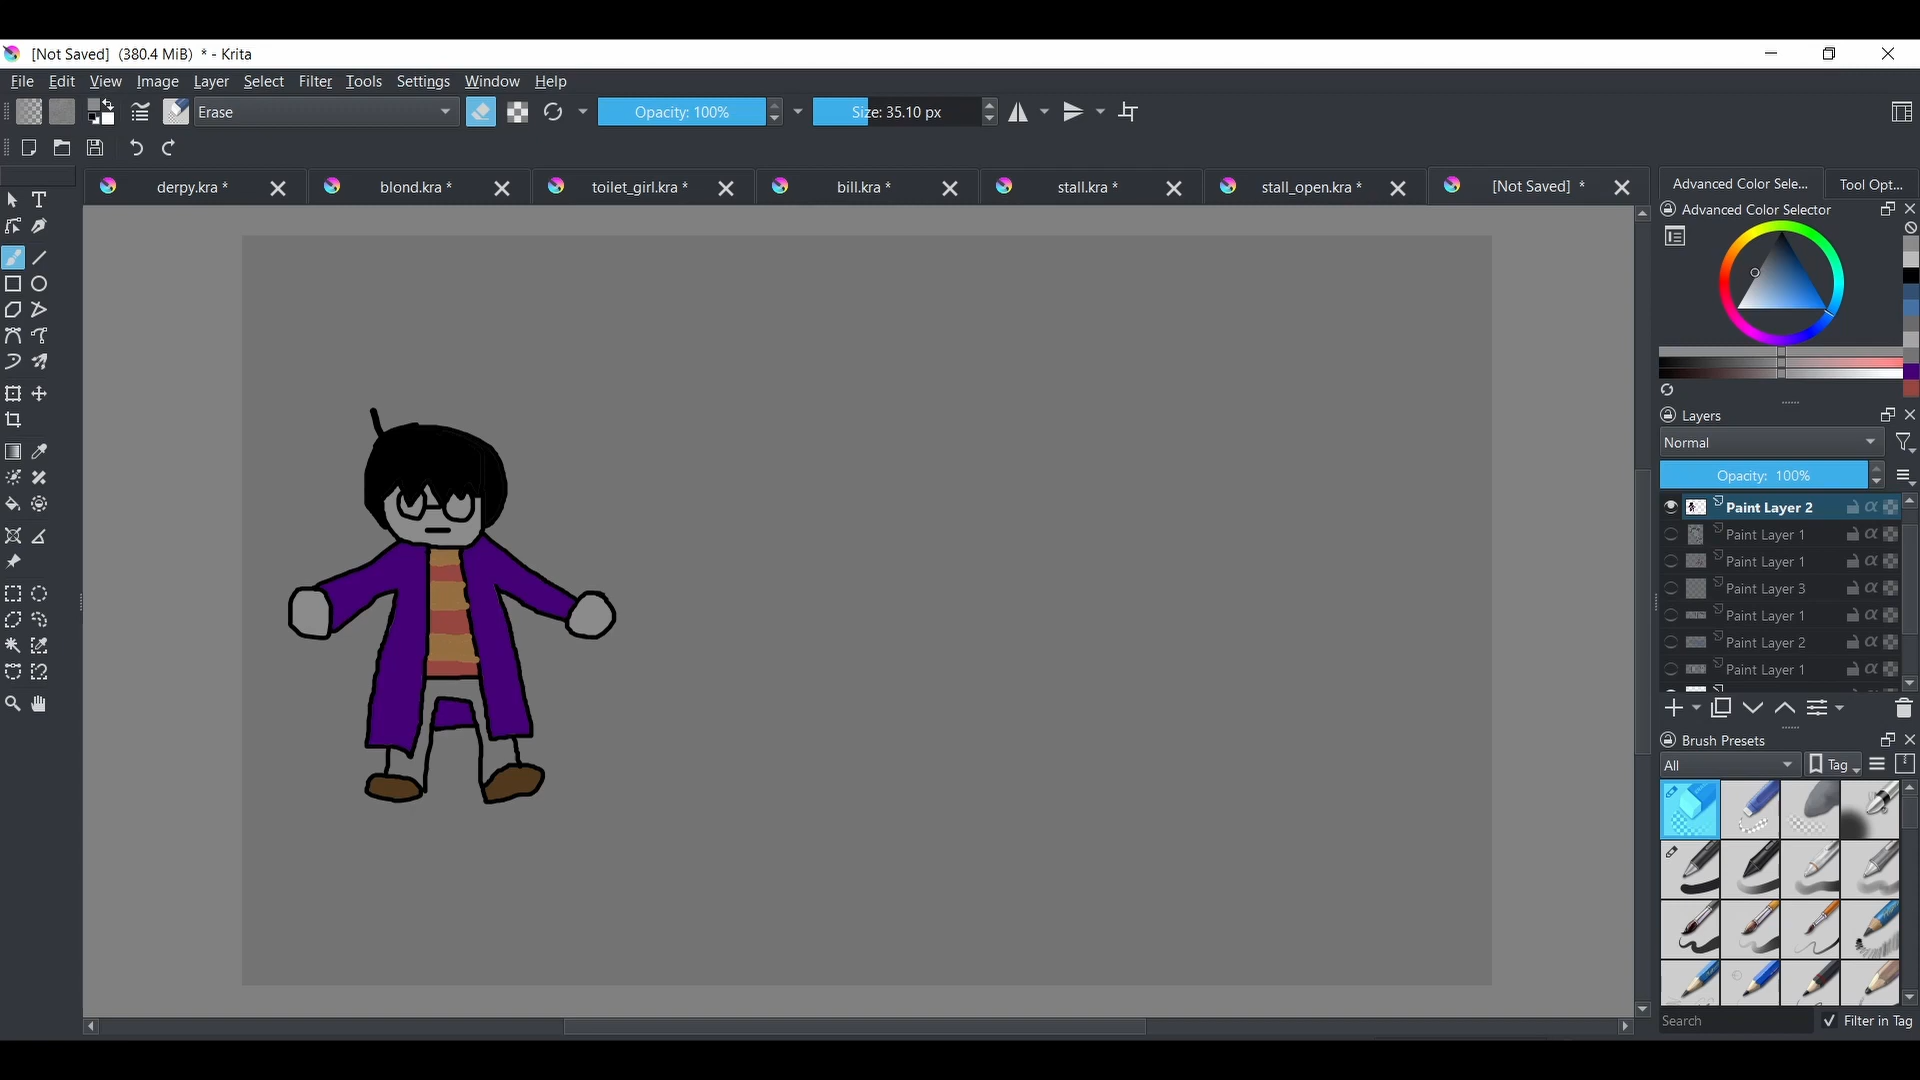 [Not Saved] (380.4 MiB) * - Krita
File Edit View Image Layer Select Filter Tools Settings Window Help
Erase Opacity: 100% Size: 35.10 px
derpy.kra * blond.kra * toilet_girl.kra * bill.kra * stall.kra * stall_open.kra * [Not Saved] * Advanced Color Sele... Tool Opt...
Advanced Color Selector
Layers
Normal
Opacity: 100%
Paint Layer 2
Paint Layer 1
Paint Layer 1
Paint Layer 3
Paint Layer 1
Paint Layer 2
Paint Layer 1
Brush Presets
All Tag
Search Filter in Tag